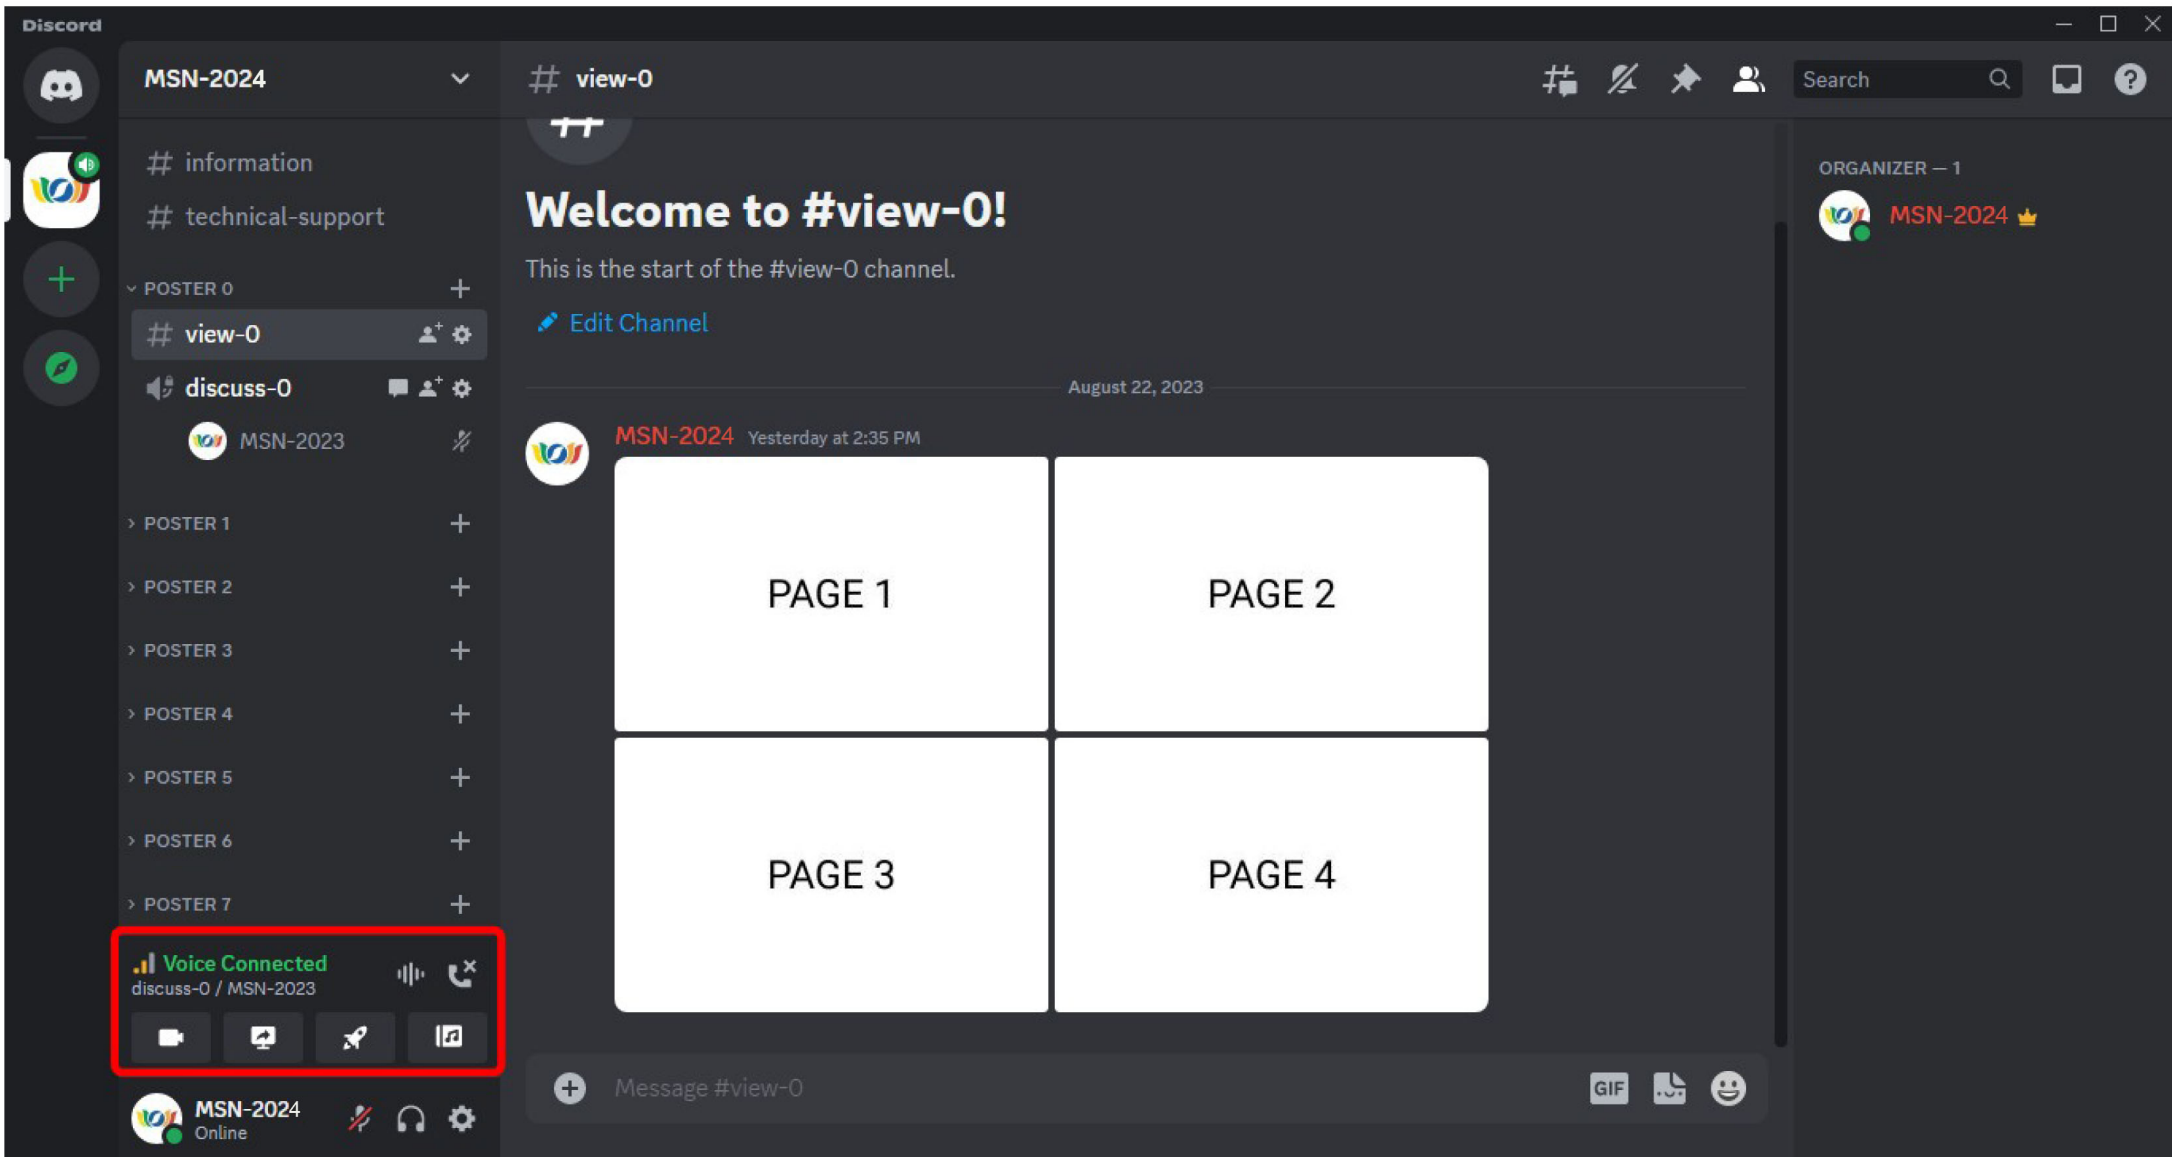 Discord
MSN-2024
information
technical-support
POSTER 0
view-0
discuss-0
MSN-2023
POSTER 1
POSTER 2
POSTER 3
POSTER 4
POSTER 5
POSTER 6
POSTER 7
Voice Connected
discuss-0 / MSN-2023
MSN-2024
Online
# view-0
Search
#
Welcome to #view-0!
This is the start of the #view-0 channel.
Edit Channel
August 22, 2023
MSN-2024 Yesterday at 2:35 PM
PAGE 1
PAGE 2
PAGE 3
PAGE 4
Message #view-0
GIF
ORGANIZER — 1
MSN-2024